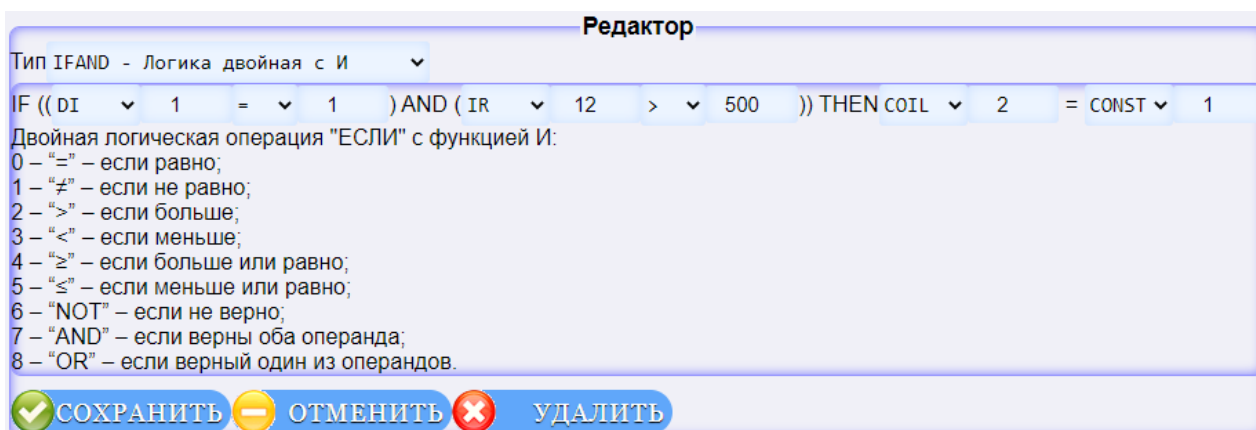 Редактор
Тип IFAND - Логика двойная с И
IF (( DI 1 = 1 ) AND ( IR 12 > 500 )) THEN COIL 2 = CONST 1
Двойная логическая операция "ЕСЛИ" с функцией И:
0 – “=” – если равно;
1 – “≠” – если не равно;
2 – “>” – если больше;
3 – “<” – если меньше;
4 – “≥” – если больше или равно;
5 – “≤” – если меньше или равно;
6 – “NOT” – если не верно;
7 – “AND” – если верны оба операнда;
8 – “OR” – если верный один из операндов.
СОХРАНИТЬ ОТМЕНИТЬ УДАЛИТЬ